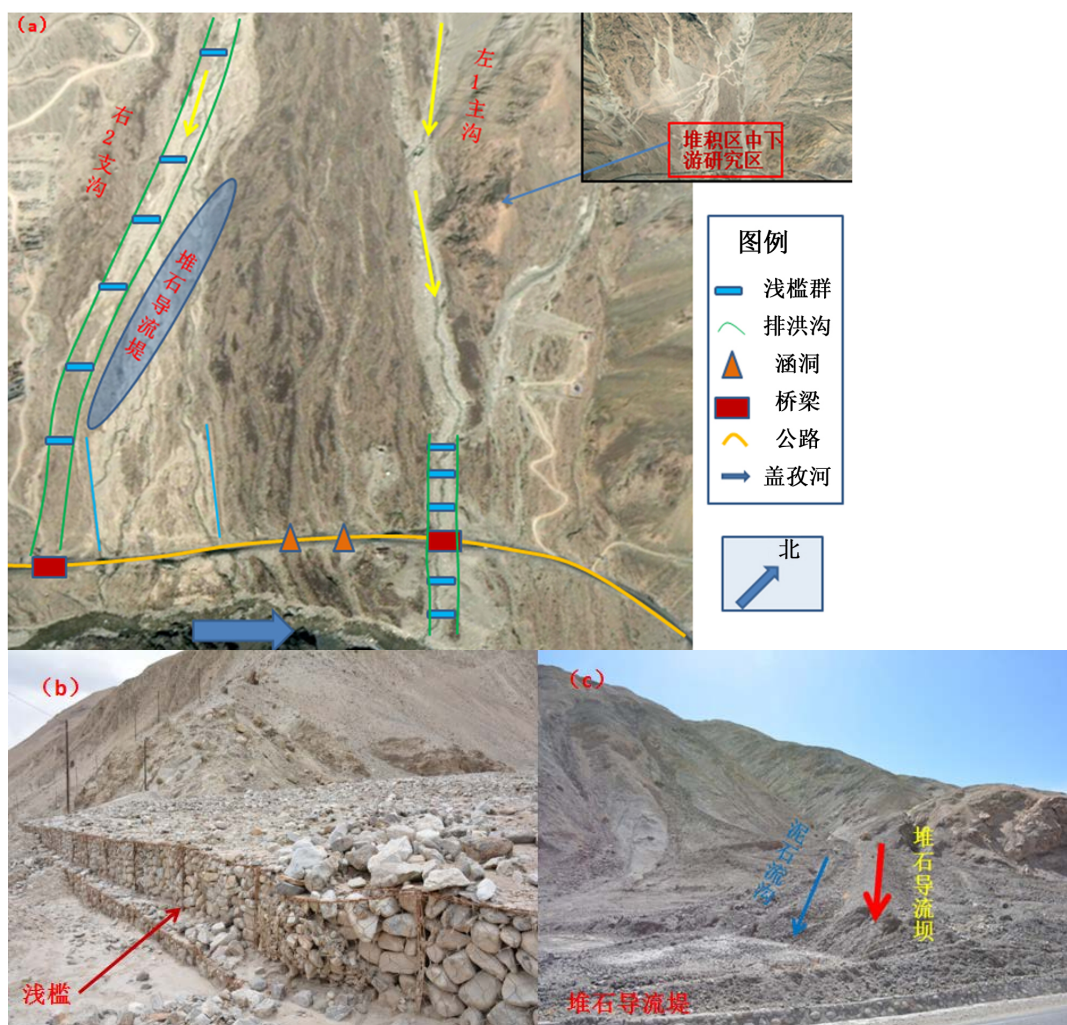 （a）
右2支沟
左1主沟
堆积区中下
游研究区
堆石导流堤
图例
浅槛群
排洪沟
涵洞
桥梁
公路
盖孜河
北
（b）
浅槛
（c）
泥石流沟
堆石导流坝
堆石导流堤